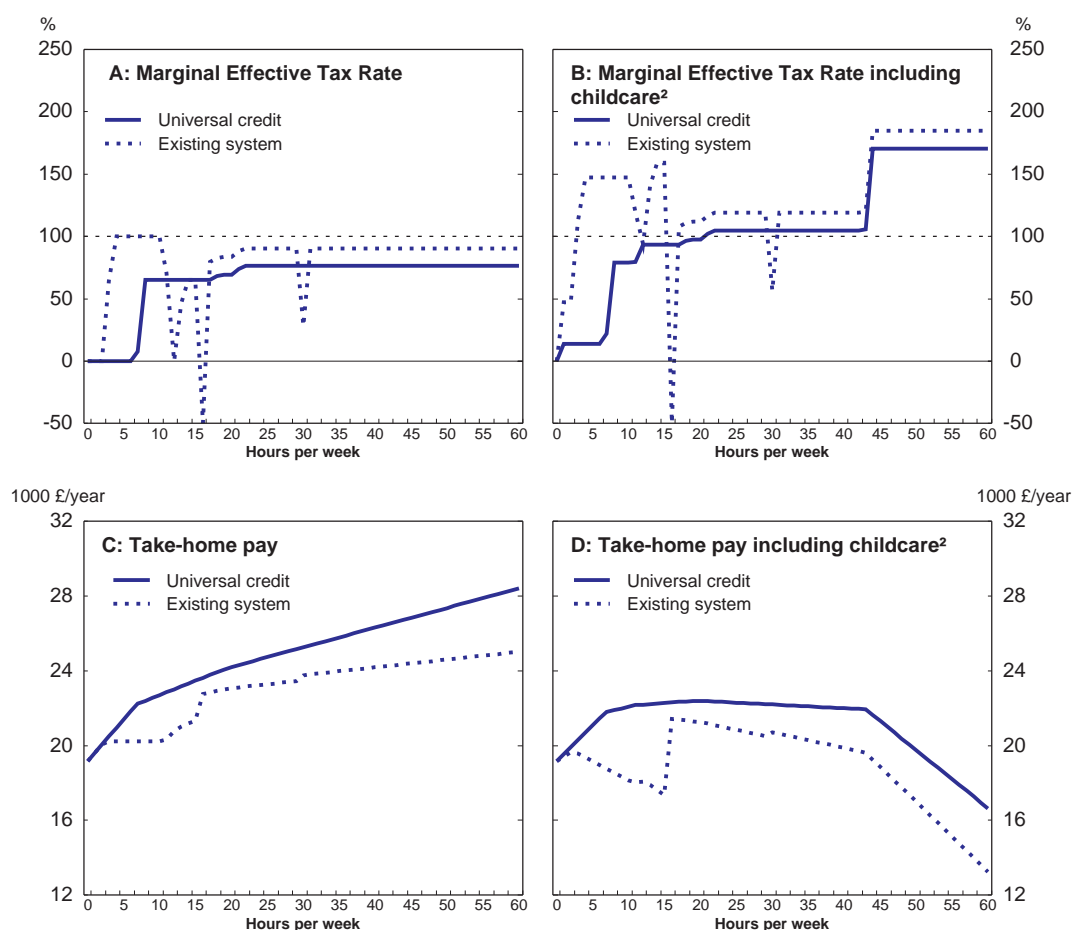 %
%
250
200
150
100
50
0
-50
A: Marginal Effective Tax Rate
Universal credit
Existing system
0 5 10 15 20 25 30 35 40 45 50 55 60
Hours per week
B: Marginal Effective Tax Rate including
childcare²
Universal credit
Existing system
0 5 10 15 20 25 30 35 40 45 50 55 60
Hours per week
250
200
150
100
50
0
-50
1000 £/year
1000 £/year
32
28
24
20
16
12
C: Take-home pay
Universal credit
Existing system
0 5 10 15 20 25 30 35 40 45 50 55 60
Hours per week
D: Take-home pay including childcare²
Universal credit
Existing system
0 5 10 15 20 25 30 35 40 45 50 55 60
Hours per week
32
28
24
20
16
12